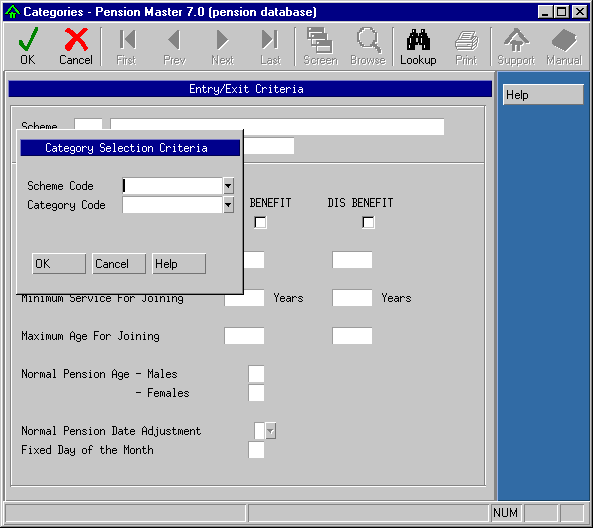 Categories - Pension Master 7.0 (pension database)
OK Cancel First Prev Next Last Screen Browse Lookup Print Support Manual
Entry/Exit Criteria
Help
Scheme
Category Selection Criteria
Scheme Code
Category Code
BENEFIT DIS BENEFIT
OK Cancel Help
Minimum Service For Joining Years Years
Maximum Age For Joining
Normal Pension Age - Males
- Females
Normal Pension Date Adjustment
Fixed Day of the Month
NUM